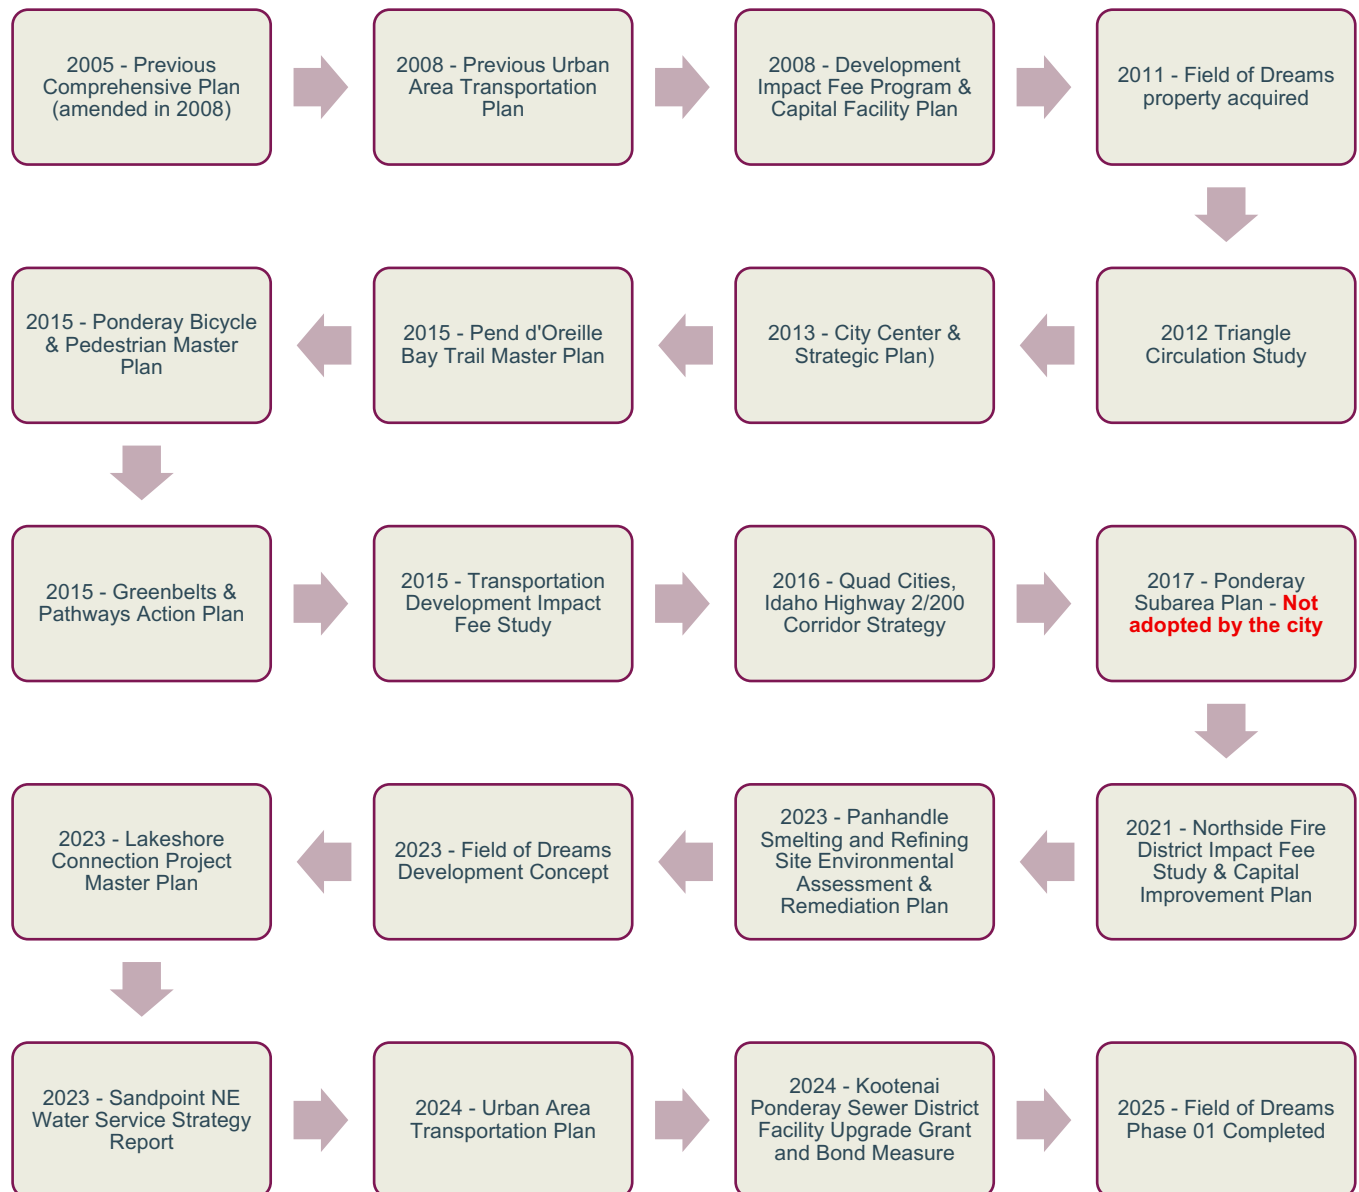 2005 - Previous
Comprehensive Plan
(amended in 2008)
2008 - Previous Urban
Area Transportation
Plan
2008 - Development
Impact Fee Program &
Capital Facility Plan
2011 - Field of Dreams
property acquired
2012 Triangle
Circulation Study
2013 - City Center &
Strategic Plan)
2015 - Pend d'Oreille
Bay Trail Master Plan
2015 - Ponderay Bicycle
& Pedestrian Master
Plan
2015 - Greenbelts &
Pathways Action Plan
2015 - Transportation
Development Impact
Fee Study
2016 - Quad Cities,
Idaho Highway 2/200
Corridor Strategy
2017 - Ponderay
Subarea Plan - Not
adopted by the city
2021 - Northside Fire
District Impact Fee
Study & Capital
Improvement Plan
2023 - Panhandle
Smelting and Refining
Site Environmental
Assessment &
Remediation Plan
2023 - Field of Dreams
Development Concept
2023 - Lakeshore
Connection Project
Master Plan
2023 - Sandpoint NE
Water Service Strategy
Report
2024 - Urban Area
Transportation Plan
2024 - Kootenai
Ponderay Sewer District
Facility Upgrade Grant
and Bond Measure
2025 - Field of Dreams
Phase 01 Completed